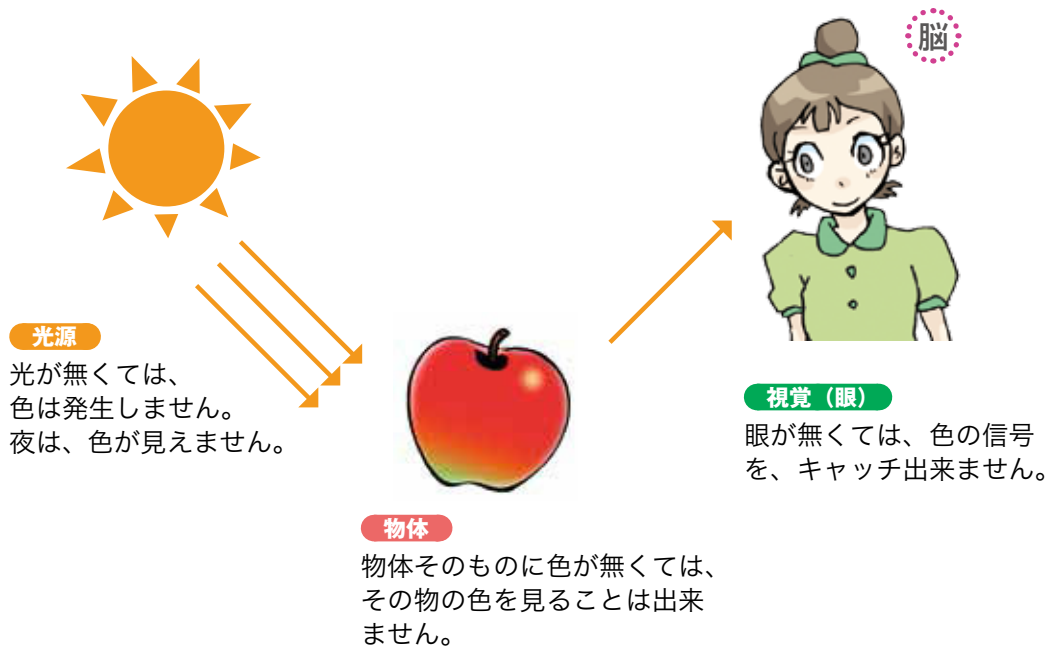 脳
光源
光が無くては、
色は発生しません。
夜は、色が見えません。
物体
物体そのものに色が無くては、
その物の色を見ることは出来
ません。
視覚（眼）
眼が無くては、色の信号
を、キャッチ出来ません。